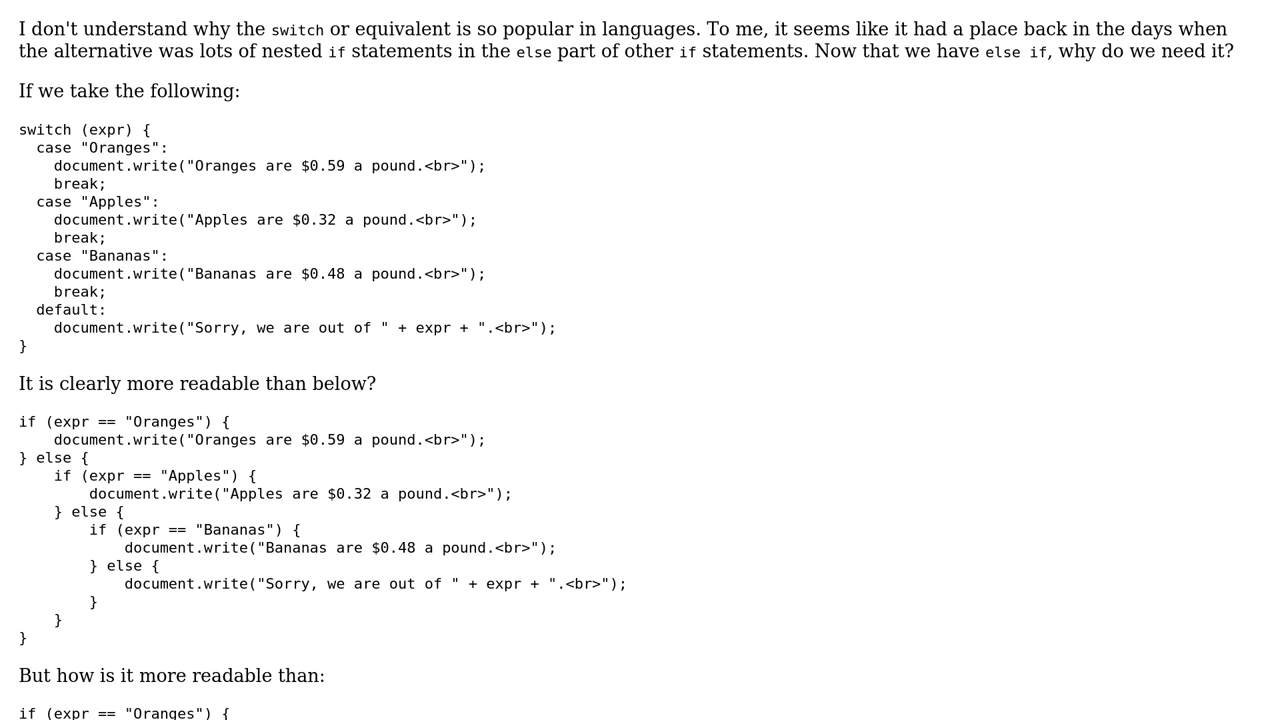 I don't understand why the switch or equivalent is so popular in languages. To me, it seems like it had a place back in the days when
the alternative was lots of nested if statements in the else part of other if statements. Now that we have else if, why do we need it?
If we take the following:
switch (expr) {
  case "Oranges":
    document.write("Oranges are $0.59 a pound.<br>");
    break;
  case "Apples":
    document.write("Apples are $0.32 a pound.<br>");
    break;
  case "Bananas":
    document.write("Bananas are $0.48 a pound.<br>");
    break;
  default:
    document.write("Sorry, we are out of " + expr + ".<br>");
}
It is clearly more readable than below?
if (expr == "Oranges") {
    document.write("Oranges are $0.59 a pound.<br>");
} else {
    if (expr == "Apples") {
        document.write("Apples are $0.32 a pound.<br>");
    } else {
        if (expr == "Bananas") {
            document.write("Bananas are $0.48 a pound.<br>");
        } else {
            document.write("Sorry, we are out of " + expr + ".<br>");
        }
    }
}
But how is it more readable than:
if (expr == "Oranges") {